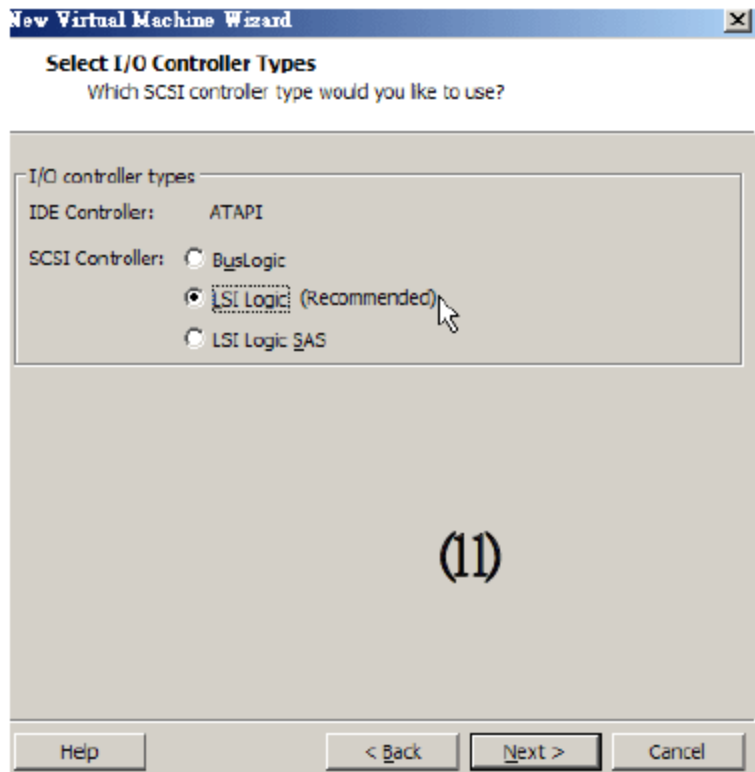 New Virtual Machine Wizard
Select I/O Controller Types
Which SCSI controller type would you like to use?
I/O controller types
IDE Controller: ATAPI
SCSI Controller: BusLogic
LSI Logic (Recommended)
LSI Logic SAS
(11)
Help < Back Next > Cancel